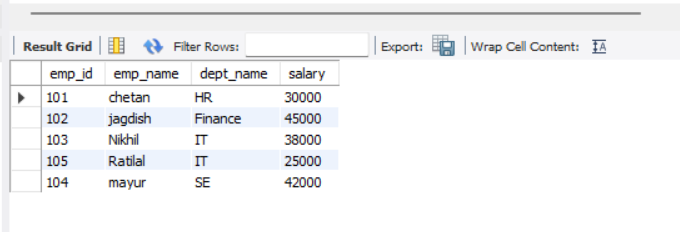 Result Grid Filter Rows: Export: Wrap Cell Content:
emp_id emp_name dept_name salary
101 chetan HR 30000
102 jagdish Finance 45000
103 Nikhil IT 38000
105 Ratilal IT 25000
104 mayur SE 42000